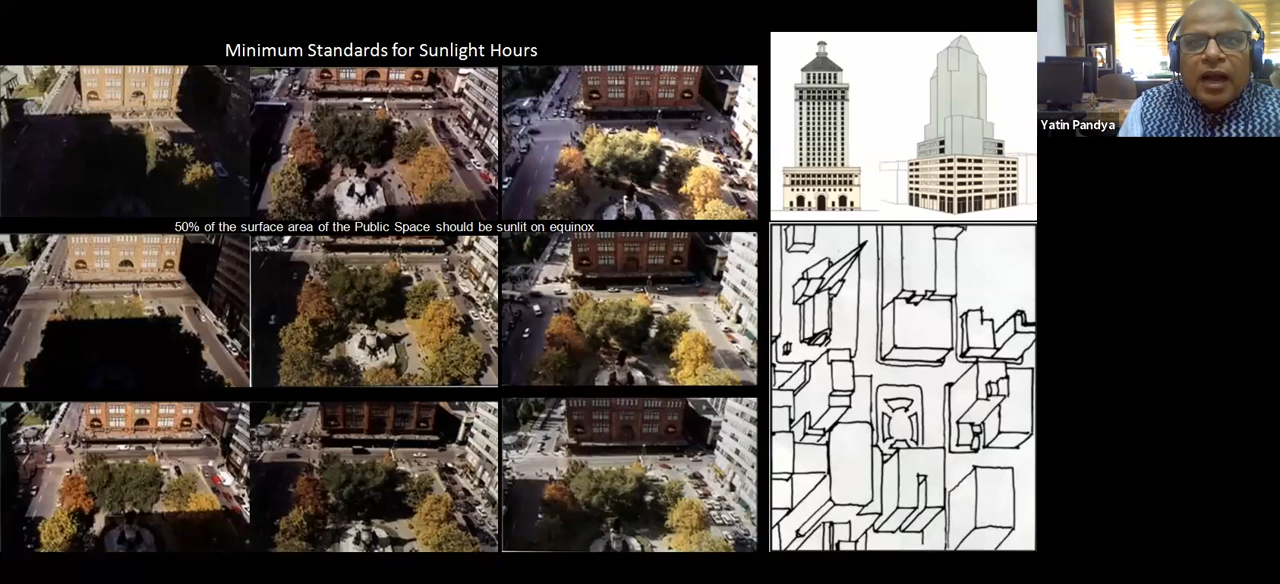 Minimum Standards for Sunlight Hours
Yatin Pandya
50% of the surface area of the Public Space should be sunlit on equinox